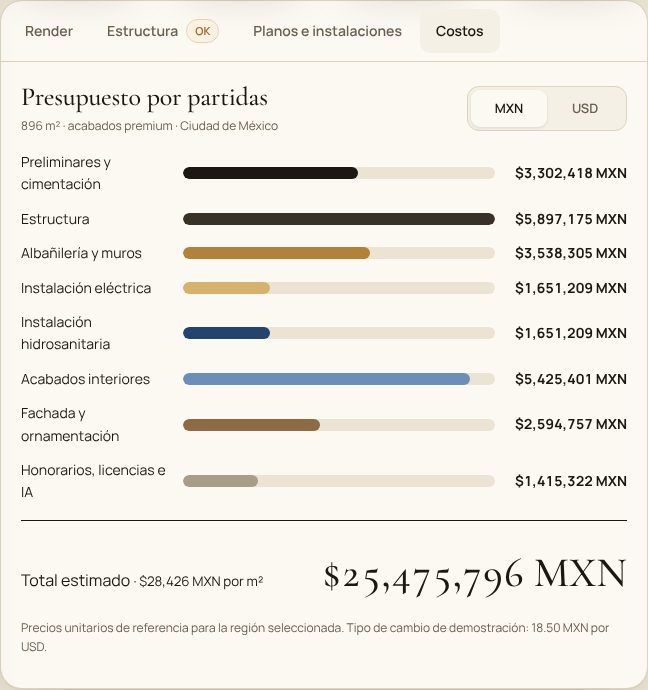 Render Estructura OK Planos e instalaciones Costos
Presupuesto por partidas
MXN USD
896 m² · acabados premium · Ciudad de México
Preliminares y
cimentación
$3,302,418 MXN
Estructura $5,897,175 MXN
Albañilería y muros $3,538,305 MXN
Instalación eléctrica $1,651,209 MXN
Instalación
hidrosanitaria
$1,651,209 MXN
Acabados interiores $5,425,401 MXN
Fachada y
ornamentación
$2,594,757 MXN
Honorarios, licencias e
IA
$1,415,322 MXN
Total estimado · $28,426 MXN por m² $25,475,796 MXN
Precios unitarios de referencia para la región seleccionada. Tipo de cambio de demostración: 18.50 MXN por
USD.